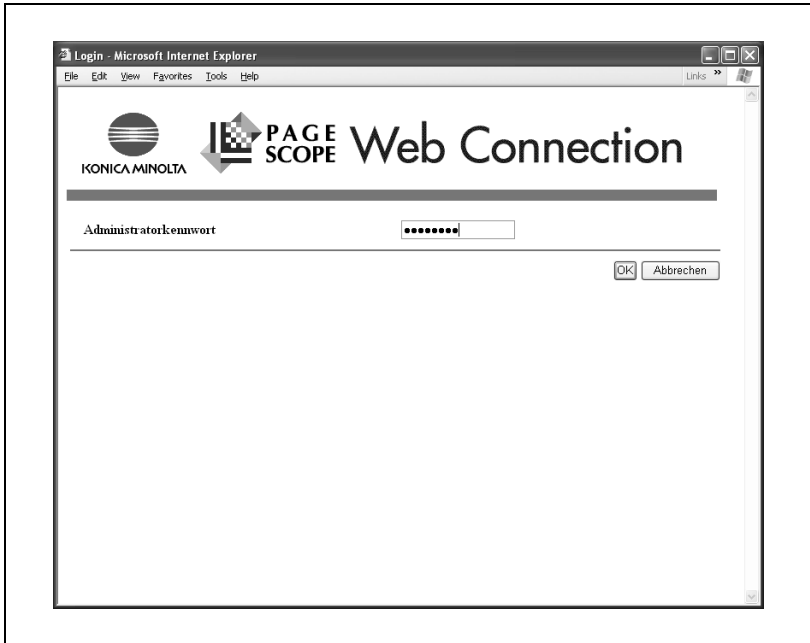 Login - Microsoft Internet Explorer
File Edit View Favorites Tools Help Links »
KONICA MINOLTA
PAGE SCOPE Web Connection
Administratorkennwort ••••••••
OK Abbrechen